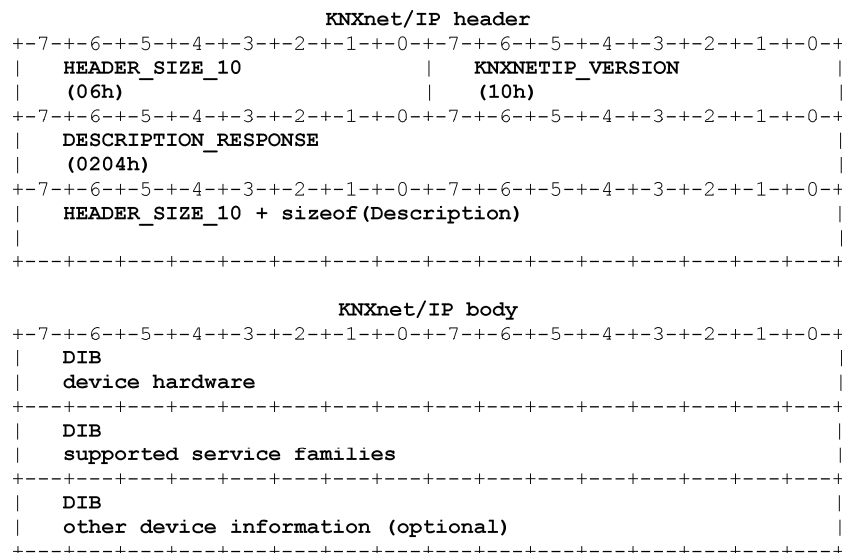 KNXnet/IP header
+-7-+-6-+-5-+-4-+-3-+-2-+-1-+-0-+-7-+-6-+-5-+-4-+-3-+-2-+-1-+-0-+
| HEADER_SIZE_10 | KNXNETIP_VERSION |
| (06h) | (10h) |
+-7-+-6-+-5-+-4-+-3-+-2-+-1-+-0-+-7-+-6-+-5-+-4-+-3-+-2-+-1-+-0-+
| DESCRIPTION_RESPONSE |
| (0204h) |
+-7-+-6-+-5-+-4-+-3-+-2-+-1-+-0-+-7-+-6-+-5-+-4-+-3-+-2-+-1-+-0-+
| HEADER_SIZE_10 + sizeof(Description) |
| |
+---+---+---+---+---+---+---+---+---+---+---+---+---+---+---+---+
KNXnet/IP body
+-7-+-6-+-5-+-4-+-3-+-2-+-1-+-0-+-7-+-6-+-5-+-4-+-3-+-2-+-1-+-0-+
| DIB |
| device hardware |
+---+---+---+---+---+---+---+---+---+---+---+---+---+---+---+---+
| DIB |
| supported service families |
+---+---+---+---+---+---+---+---+---+---+---+---+---+---+---+---+
| DIB |
| other device information (optional) |
+---+---+---+---+---+---+---+---+---+---+---+---+---+---+---+---+